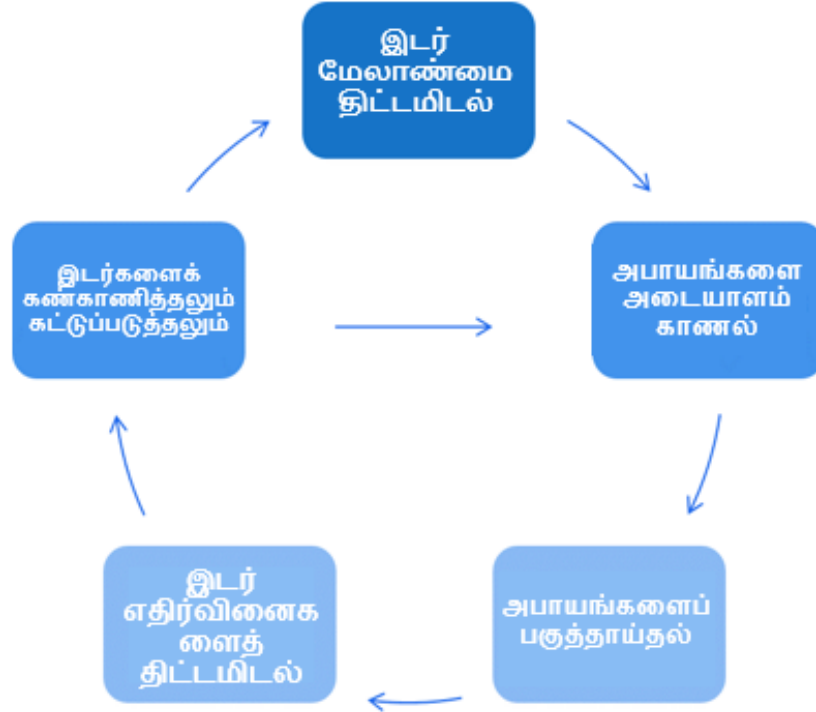 இடர்
மேலாண்மை
திட்டமிடல்
இடர்களைக்
கண்காணித்தலும்
கட்டுப்படுத்தலும்
அபாயங்களை
அடையாளம்
காணல்
இடர்
எதிர்வினைக
ளைத்
திட்டமிடல்
அபாயங்களைப்
பகுத்தாய்தல்